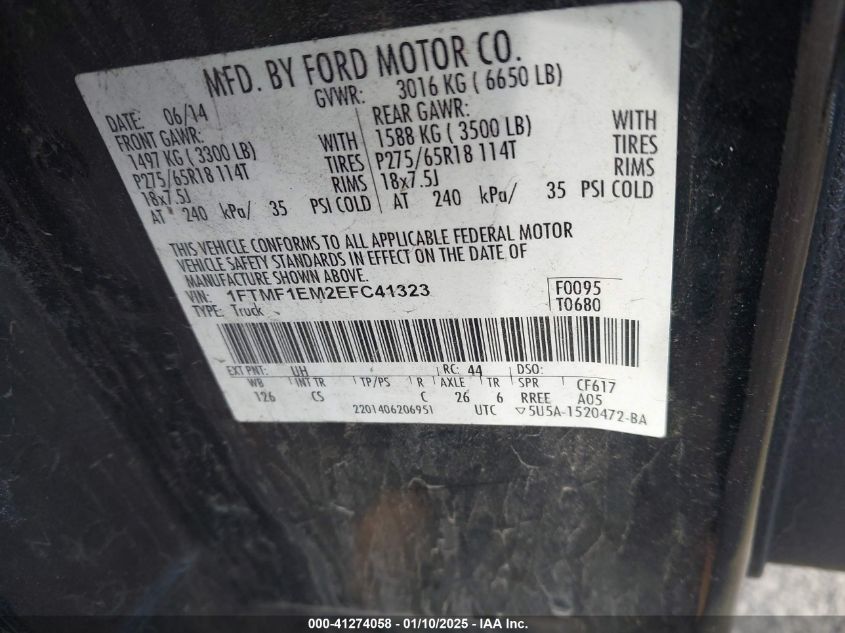 MFD. BY FORD MOTOR CO.
DATE: 06/14 GVWR: 3016 KG ( 6650 LB)
FRONT GAWR: REAR GAWR:
1497 KG ( 3300 LB) WITH 1588 KG ( 3500 LB) WITH
P275/65R18 114T TIRES P275/65R18 114T TIRES
18x7.5J RIMS 18x7.5J RIMS
AT 240 kPa/ 35 PSI COLD AT 240 kPa/ 35 PSI COLD
THIS VEHICLE CONFORMS TO ALL APPLICABLE FEDERAL MOTOR
VEHICLE SAFETY STANDARDS IN EFFECT ON THE DATE OF
MANUFACTURE SHOWN ABOVE.
VIN: 1FTMF1EM2EFC41323 F0095
TYPE: Truck T0680
EXT PNT: UH RC: 44 DSO:
WB INT TR TP/PS R AXLE TR SPR CF617
126 CS C 26 6 RREE A05
2201406206951 UTC ▽5U5A-1520472-BA
000-41274058 - 01/10/2025 - IAA Inc.